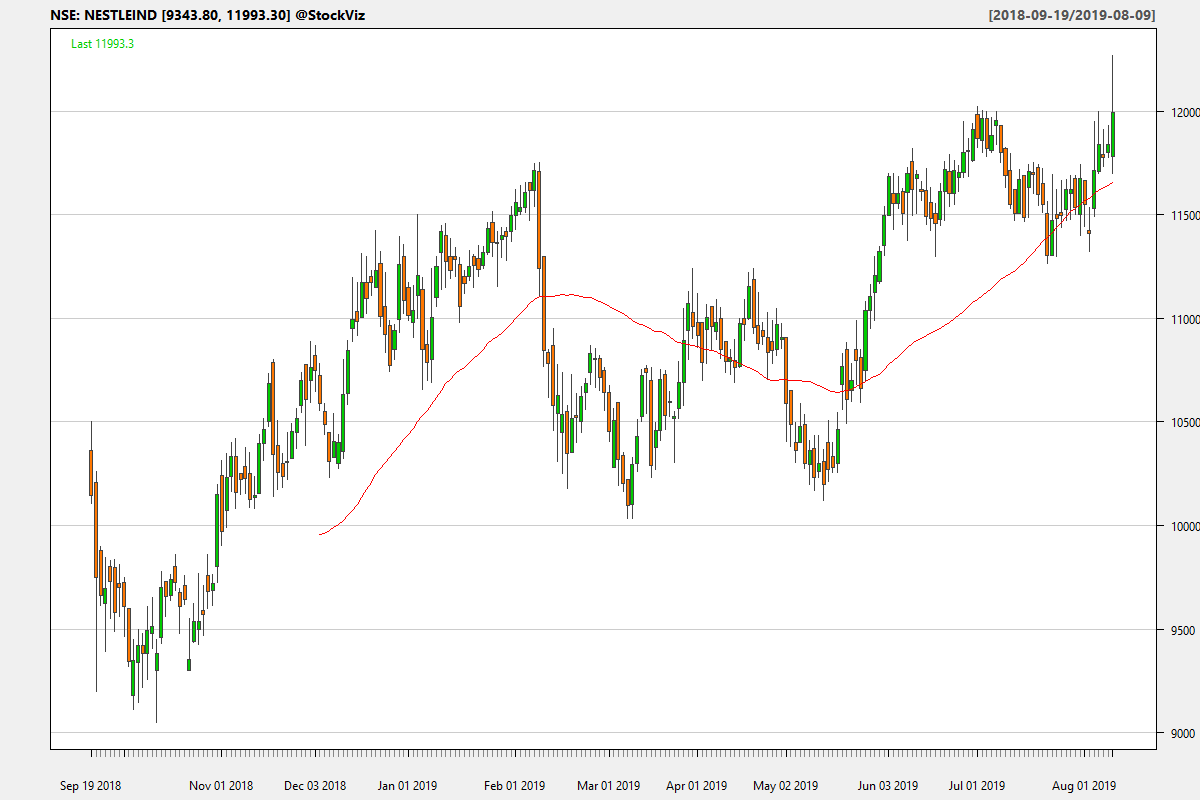 NSE: NESTLEIND [9343.80, 11993.30] @StockViz [2018-09-19/2019-08-09]
Last 11993.3
12000
11500
11000
10500
10000
9500
9000
Sep 19 2018 Nov 01 2018 Dec 03 2018 Jan 01 2019 Feb 01 2019 Mar 01 2019 Apr 01 2019 May 02 2019 Jun 03 2019 Jul 01 2019 Aug 01 2019